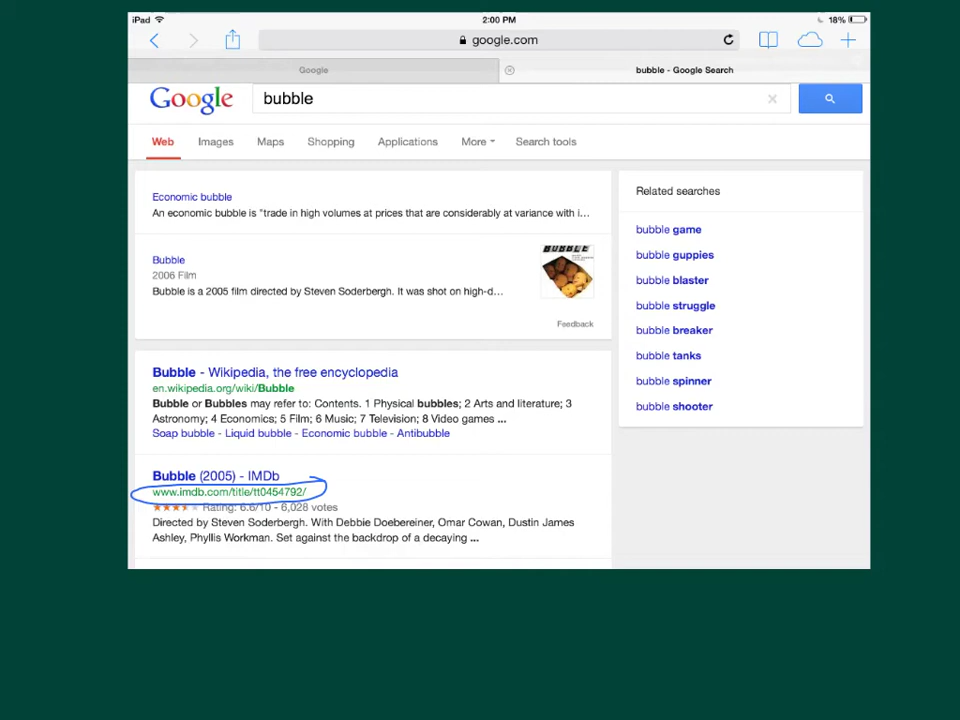 iPad 2:00 PM 18%
google.com
Google bubble - Google Search
Google bubble
Web Images Maps Shopping Applications More Search tools
Economic bubble
An economic bubble is "trade in high volumes at prices that are considerably at variance with i...
Bubble
2006 Film
Bubble is a 2005 film directed by Steven Soderbergh. It was shot on high-d...
BUBBLE
Feedback
Bubble - Wikipedia, the free encyclopedia
en.wikipedia.org/wiki/Bubble
Bubble or Bubbles may refer to: Contents. 1 Physical bubbles; 2 Arts and literature; 3
Astronomy; 4 Economics; 5 Film; 6 Music; 7 Television; 8 Video games ...
Soap bubble - Liquid bubble - Economic bubble - Antibubble
Bubble (2005) - IMDb
www.imdb.com/title/tt0454792/
Rating: 6.6/10 - 6,028 votes
Directed by Steven Soderbergh. With Debbie Doebereiner, Omar Cowan, Dustin James
Ashley, Phyllis Workman. Set against the backdrop of a decaying ...
Related searches
bubble game
bubble guppies
bubble blaster
bubble struggle
bubble breaker
bubble tanks
bubble spinner
bubble shooter